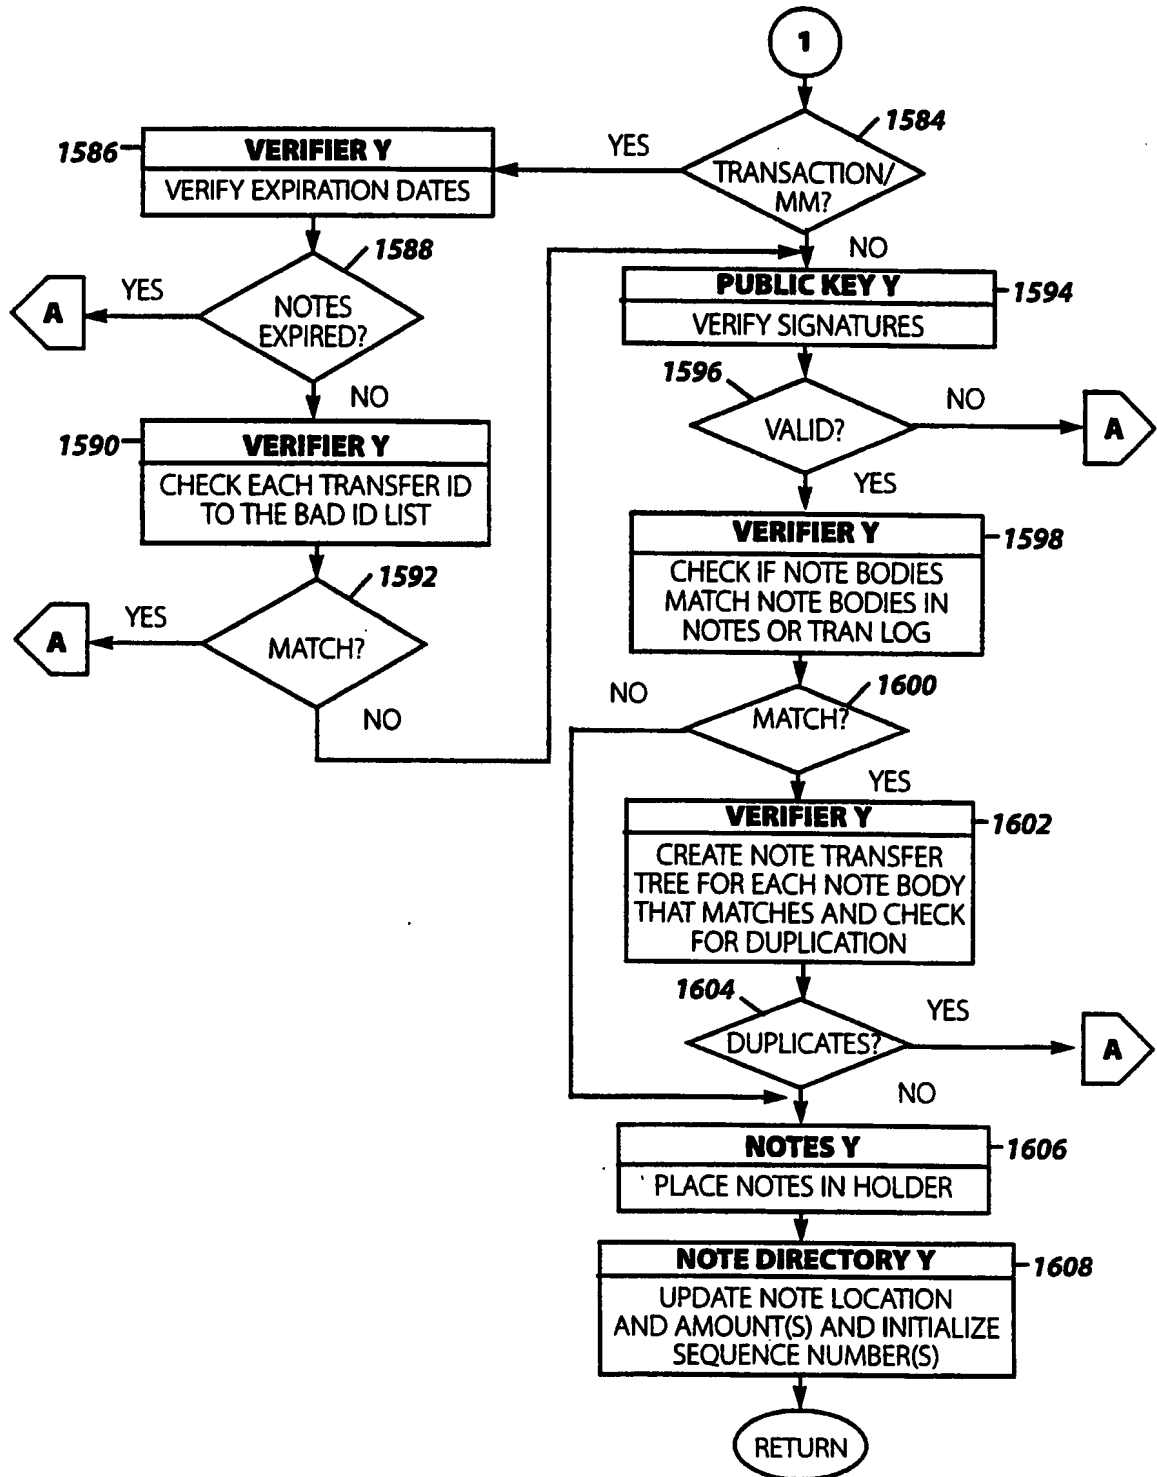 1
1584
TRANSACTION/
MM?
YES
NO
1586
VERIFIER Y
VERIFY EXPIRATION DATES
1588
NOTES
EXPIRED?
YES
A
NO
1590
VERIFIER Y
CHECK EACH TRANSFER ID
TO THE BAD ID LIST
1592
MATCH?
YES
A
NO
PUBLIC KEY Y
1594
VERIFY SIGNATURES
1596
VALID?
NO
A
YES
VERIFIER Y
1598
CHECK IF NOTE BODIES
MATCH NOTE BODIES IN
NOTES OR TRAN LOG
1600
MATCH?
NO
YES
VERIFIER Y
1602
CREATE NOTE TRANSFER
TREE FOR EACH NOTE BODY
THAT MATCHES AND CHECK
FOR DUPLICATION
1604
DUPLICATES?
YES
A
NO
NOTES Y
1606
PLACE NOTES IN HOLDER
NOTE DIRECTORY Y
1608
UPDATE NOTE LOCATION
AND AMOUNT(S) AND INITIALIZE
SEQUENCE NUMBER(S)
RETURN